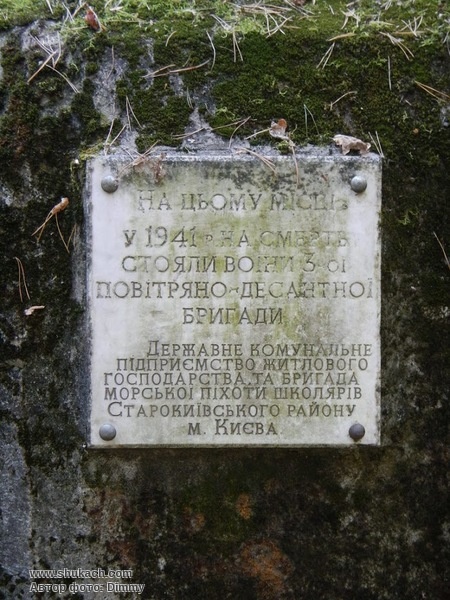 На цьому місці
у 1941 р. на смерть
стояли воїни 3-ої
повітряно-десантної
бригади
Державне комунальне
підприємство житлового
господарства, та бригада
морської піхоти школярів
Старокиївського району
м. Києва.
www.shukach.com
Автор фото: Dimmy